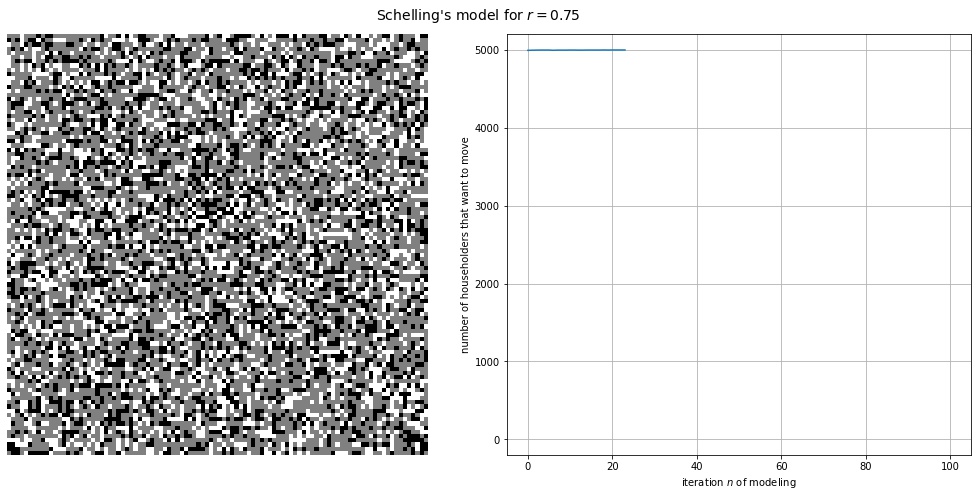 Schelling's model for r = 0.75
5000
4000
3000
2000
1000
0
number of householders that want to move
0 20 40 60 80 100
iteration n of modeling